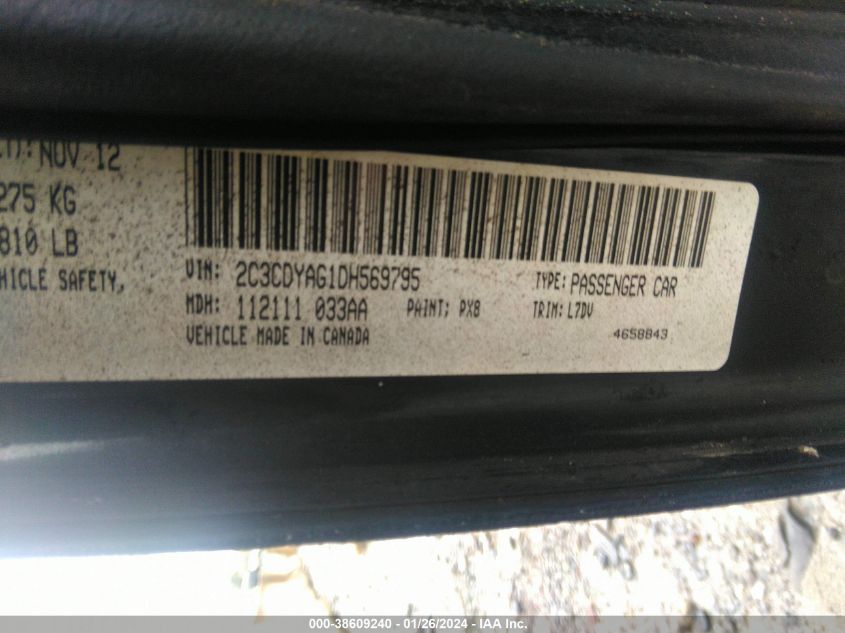 NOV 12
275 KG
810 LB
SAFETY,
VIN: 2C3CDYAG1DH569795 TYPE: PASSENGER CAR
MDH: 112111 033AA PAINT: PX8 TRIM: L7DV
VEHICLE MADE IN CANADA 4658843
000-38609240 - 01/26/2024 - IAA Inc.